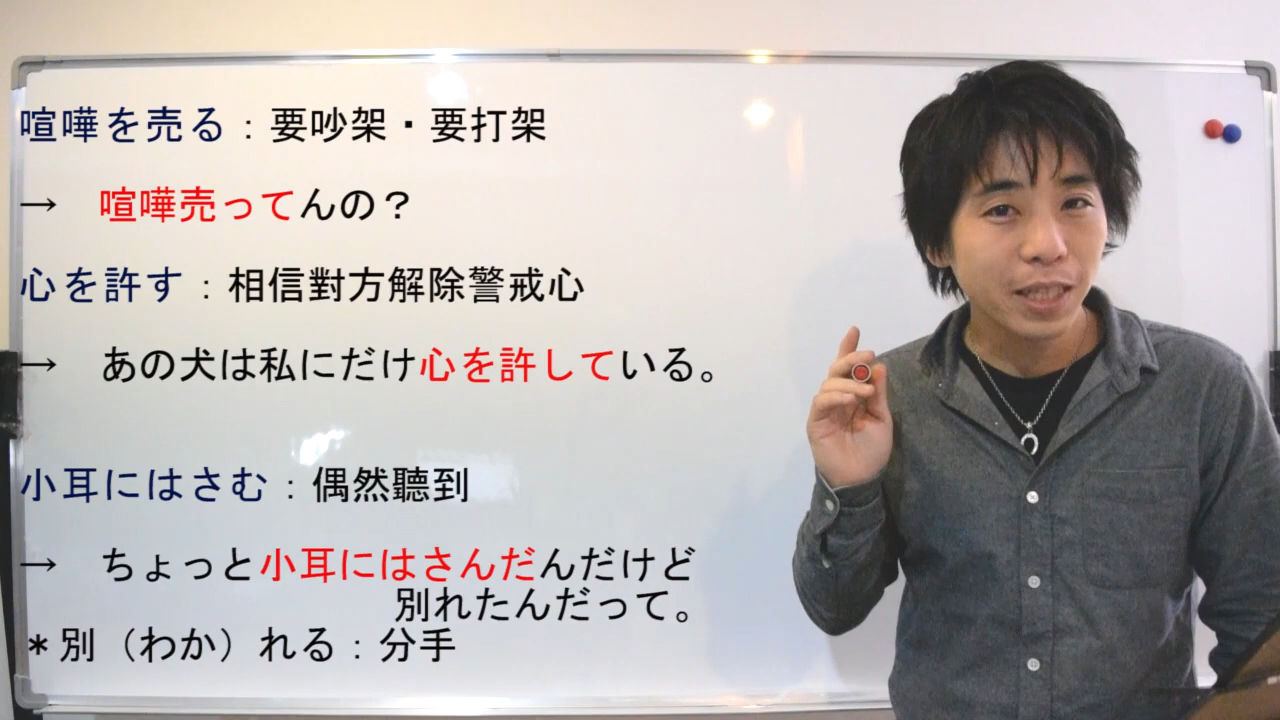 喧嘩を売る：要吵架・要打架
→　喧嘩売ってんの？
心を許す：相信對方解除警戒心
→　あの犬は私にだけ心を許している。
小耳にはさむ：偶然聽到
→　ちょっと小耳にはさんだんだけど
別れたんだって。
＊別（わか）れる：分手